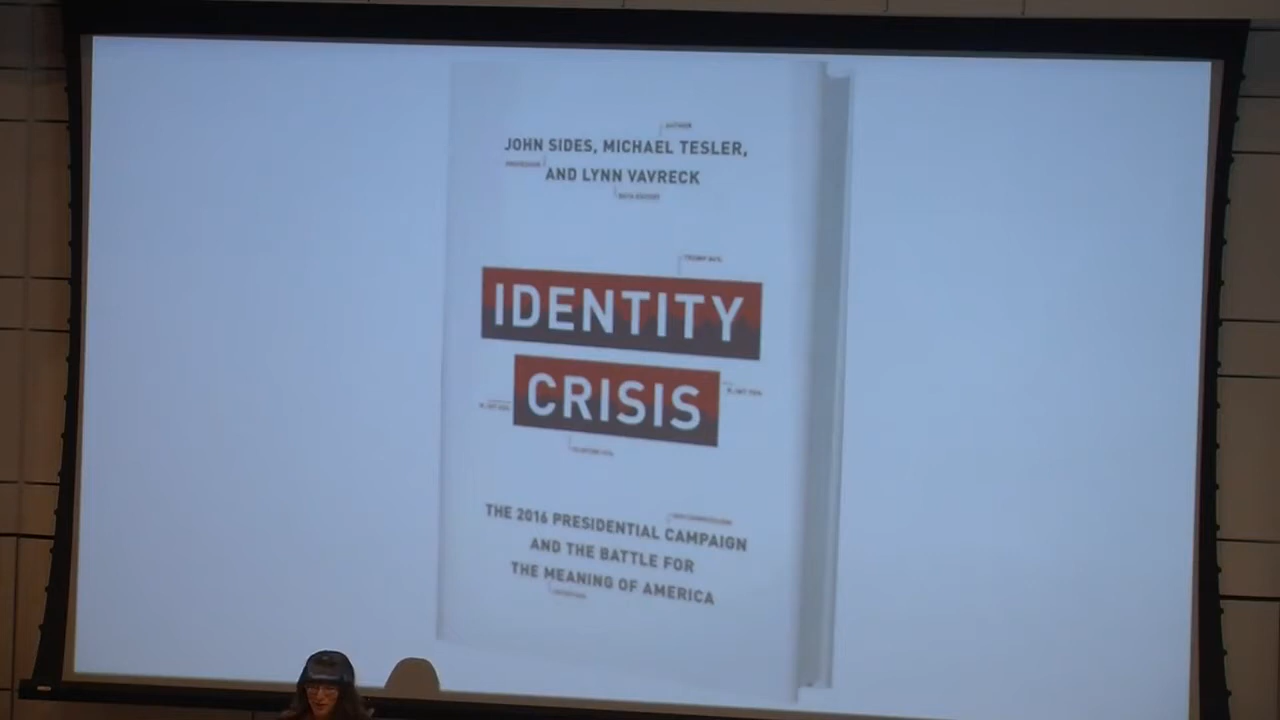 JOHN SIDES, MICHAEL TESLER,
AND LYNN VAVRECK
IDENTITY
CRISIS
THE 2016 PRESIDENTIAL CAMPAIGN
AND THE BATTLE FOR
THE MEANING OF AMERICA